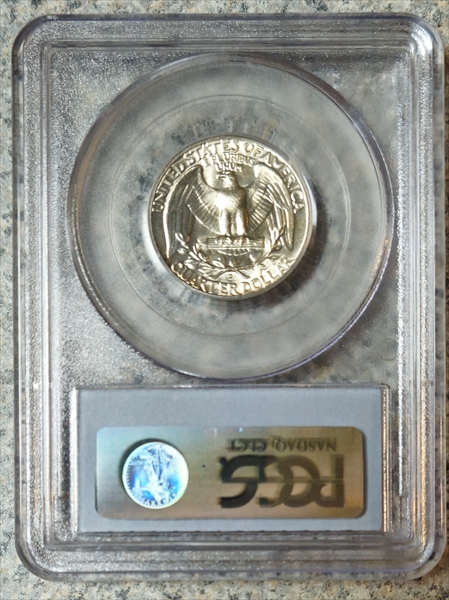 UNITED STATES OF AMERICA
E PLURIBUS
UNUM
QUARTER DOLLAR
NASDAQ: CLCT
PCGS